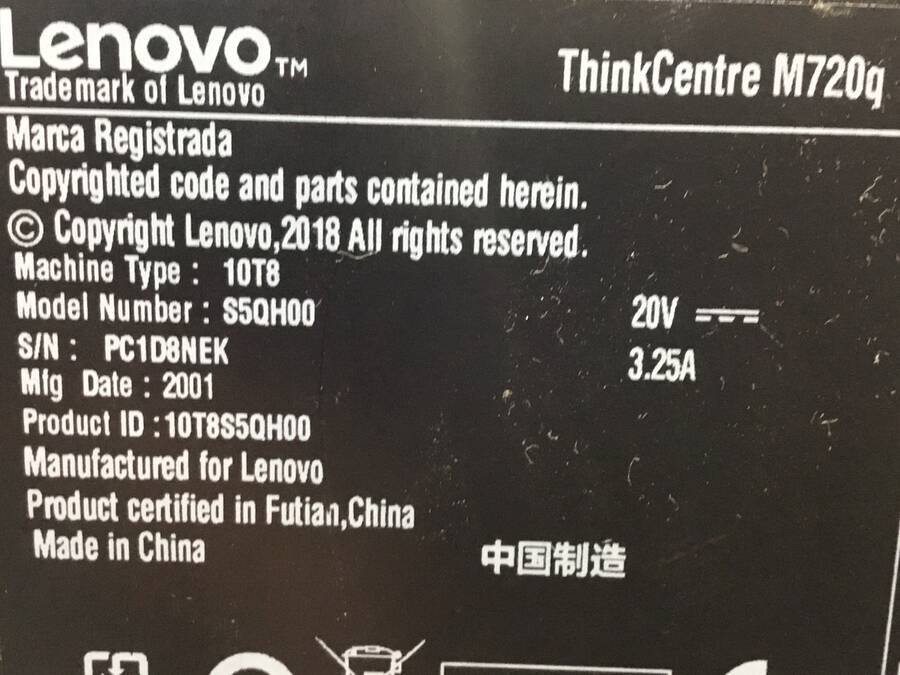 Lenovo™
ThinkCentre M720q
Trademark of Lenovo
Marca Registrada
Copyrighted code and parts contained herein.
© Copyright Lenovo,2018 All rights reserved.
Machine Type : 10T8
Model Number : S5QH00
20V
S/N : PC1D8NEK
3.25A
Mfg Date : 2001
Product ID :10T8S5QH00
Manufactured for Lenovo
Product certified in Futian,China
Made in China
中国制造